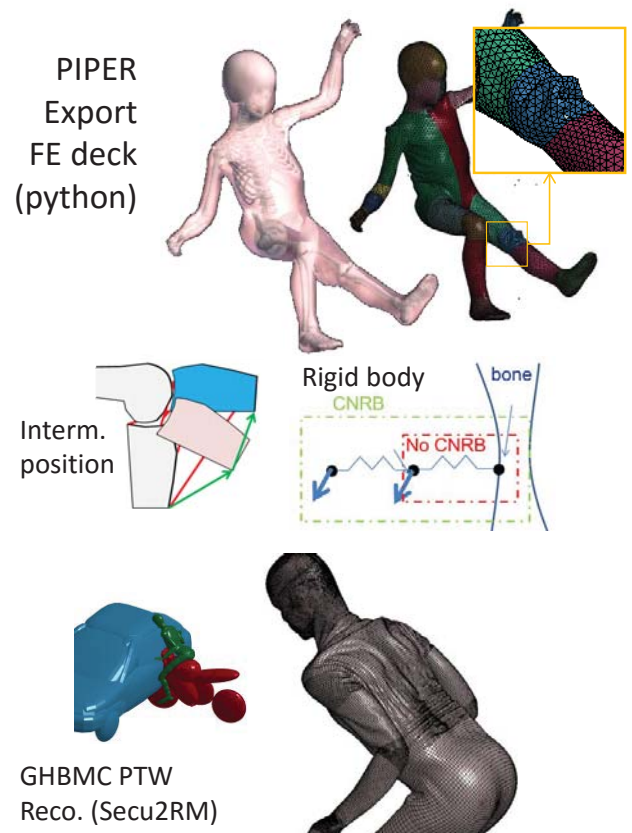 PIPER
Export
FE deck
(python)
Rigid body
bone
CNRB
No CNRB
Interm.
position
GHBMC PTW
Reco. (Secu2RM)